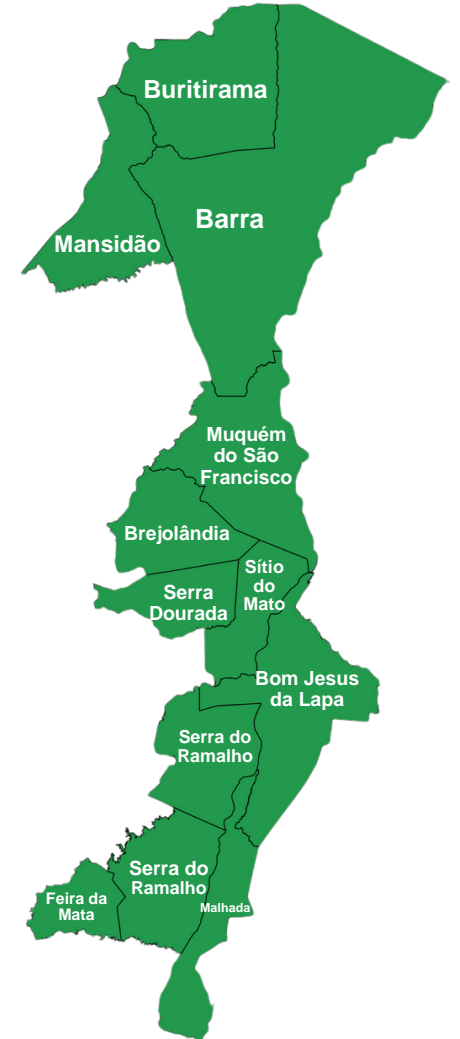 Buritirama
Barra
Mansidão
Muquém
do São
Francisco
Brejolândia
Sítio
do
Mato
Serra
Dourada
Bom Jesus
da Lapa
Serra do
Ramalho
Serra do
Ramalho
Feira da
Mata
Malhada